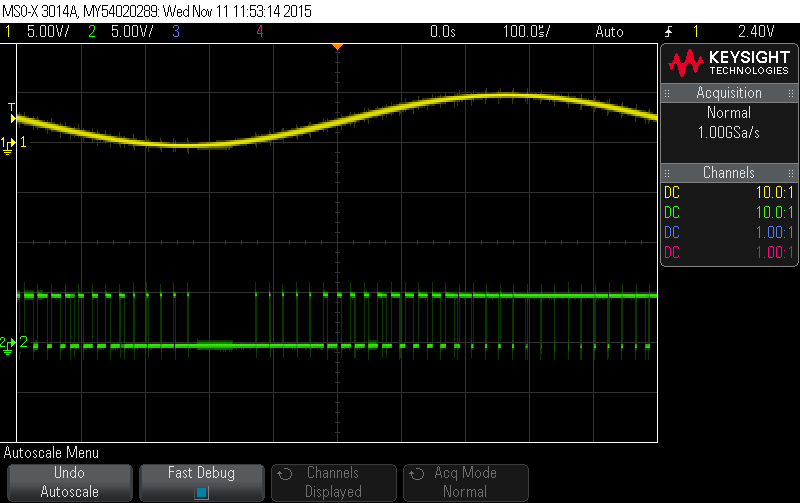 MSO-X 3014A, MY54020289: Wed Nov 11 11:53:14 2015
1 5.00V/ 2 5.00V/ 3 4 0.0s 100.0㎲/ Auto 1 2.40V
KEYSIGHT
TECHNOLOGIES
Acquisition
Normal
1.00GSa/s
Channels
DC 10.0:1
DC 10.0:1
DC 1.00:1
DC 1.00:1
T
1 1
2 2
Autoscale Menu
Undo
Autoscale
Fast Debug
Channels
Displayed
Acq Mode
Normal